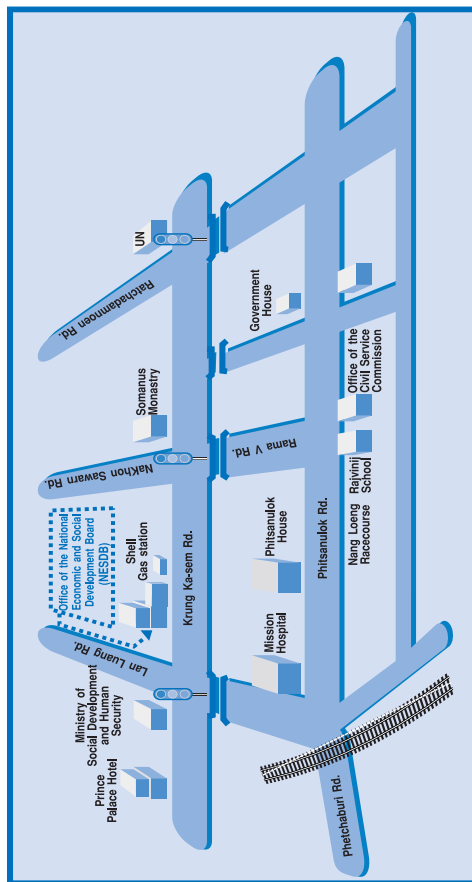 Office of the National
Economic and Social
Development Board
(NESDB)
NaKhon Sawarn Rd.
Ratchadamnoen Rd.
Lan Luang Rd.
Ministry of
Social Development
and Human
Security
Prince
Palace Hotel
Shell
Gas station
Somanus
Monastry
UN
Krung Ka-sem Rd.
Mission
Hospital
Phitsanulok
House
Rama V Rd.
Government
House
Phitsanulok Rd.
Phetchaburi Rd.
Nang Loeng
Racecourse
Rajvinij
School
Office of the
Civil Service
Commission